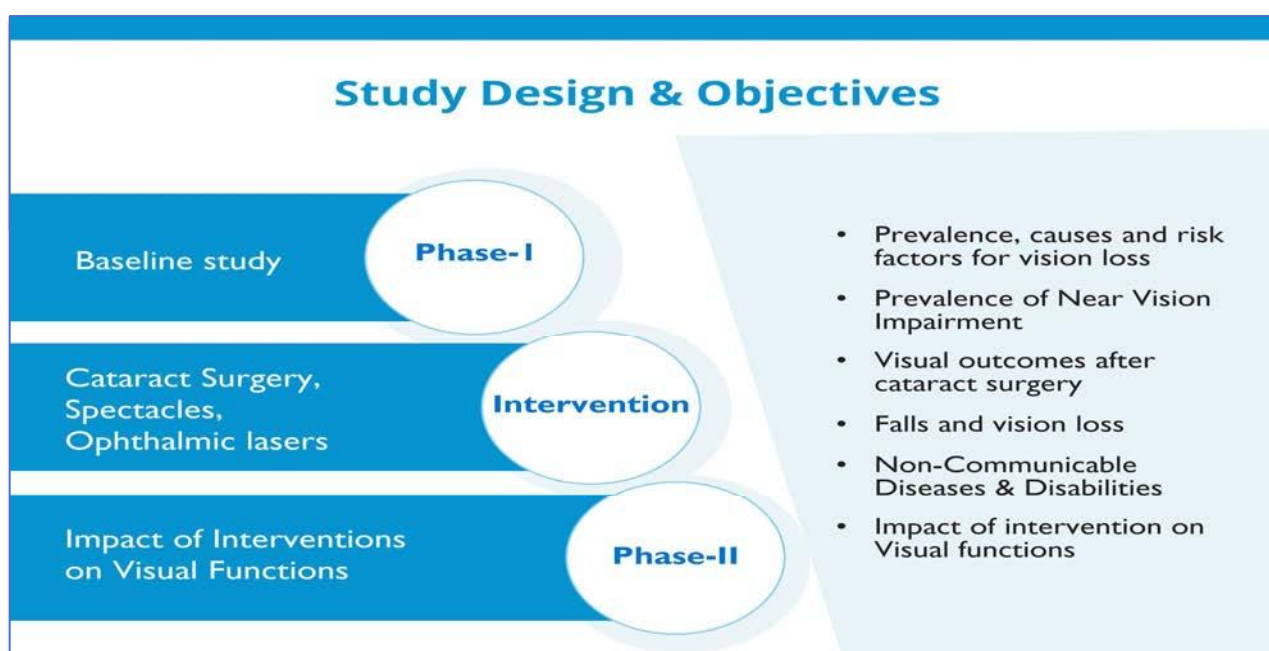 Study Design & Objectives
Baseline study
Phase-I
Cataract Surgery,
Spectacles,
Ophthalmic lasers
Intervention
Impact of Interventions
on Visual Functions
Phase-II
• Prevalence, causes and risk
factors for vision loss
• Prevalence of Near Vision
Impairment
• Visual outcomes after
cataract surgery
• Falls and vision loss
• Non-Communicable
Diseases & Disabilities
• Impact of intervention on
Visual functions